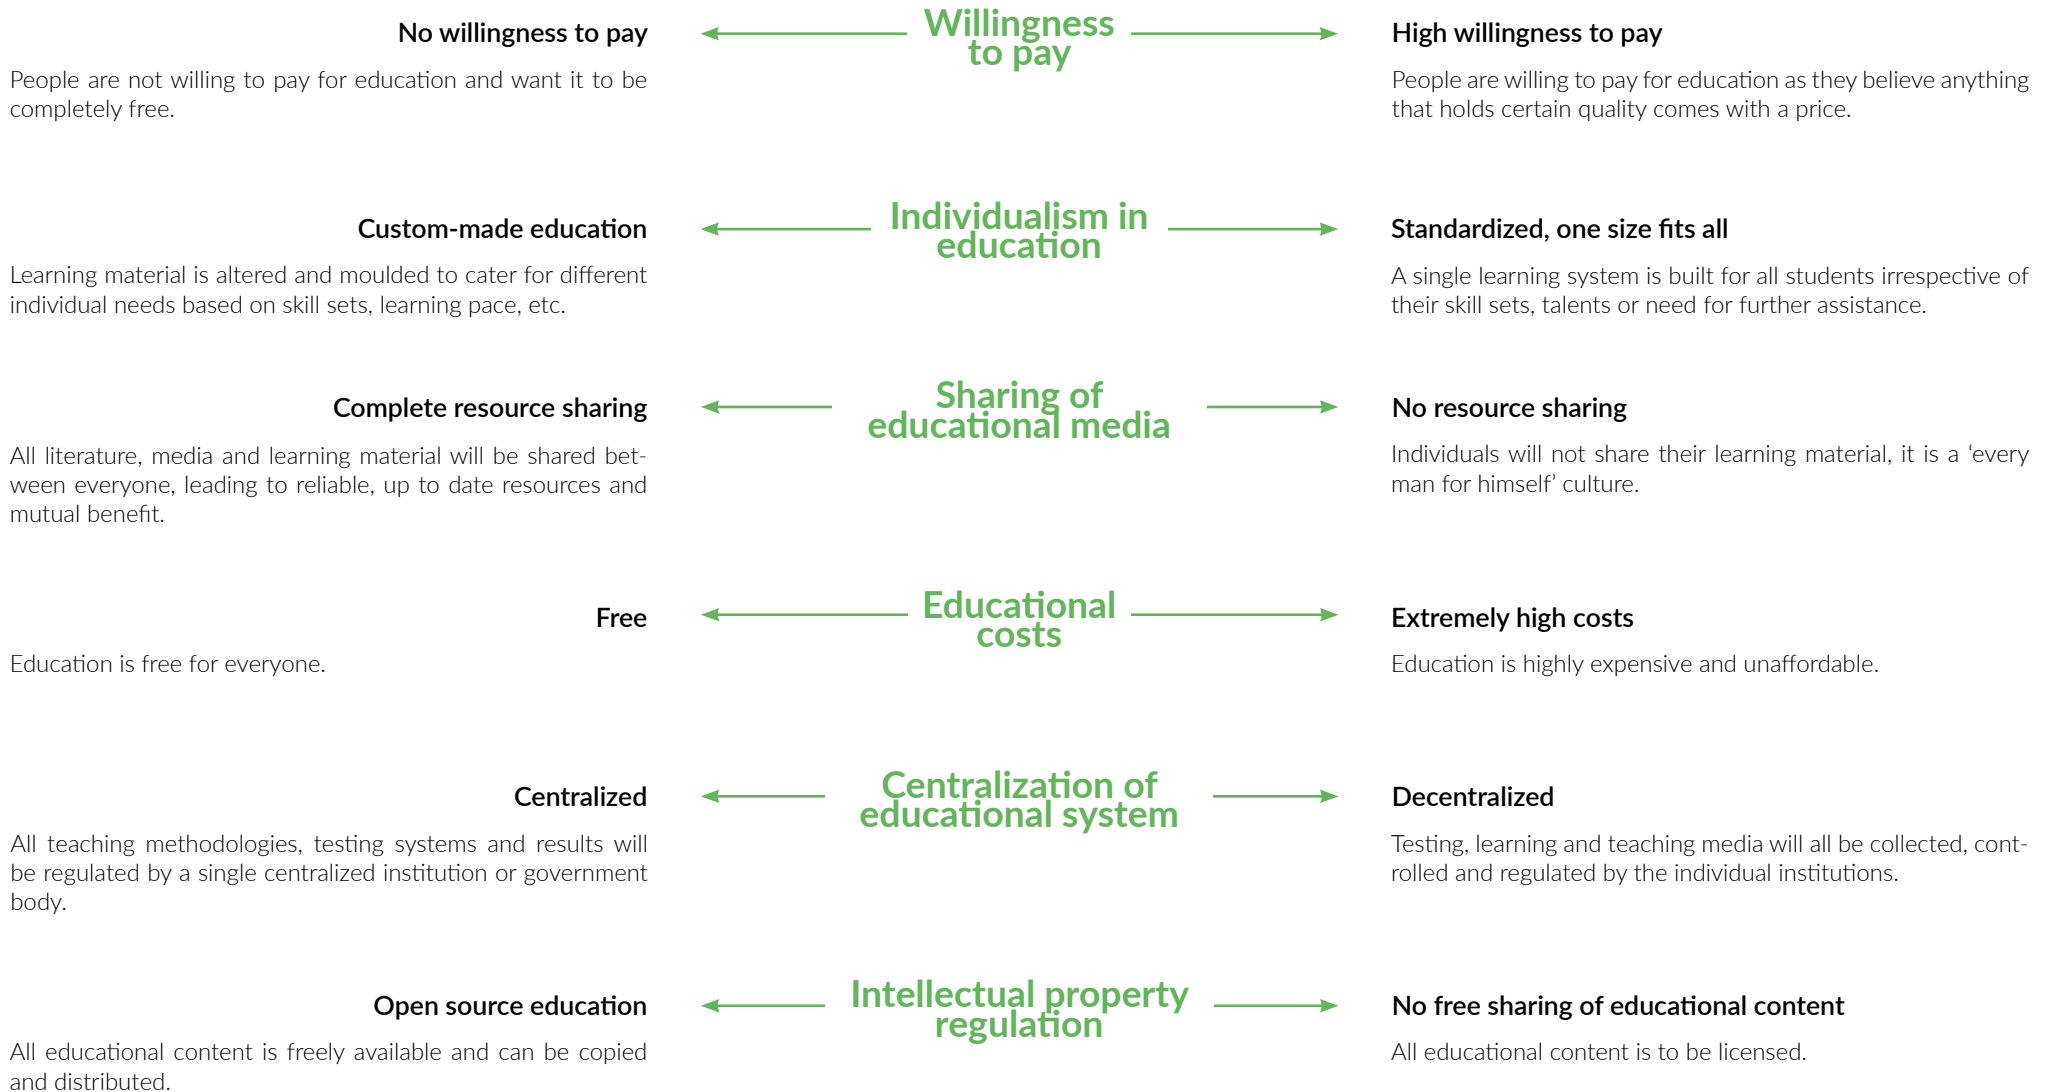 No willingness to pay
People are not willing to pay for education and want it to be
completely free.
Willingness
to pay
High willingness to pay
People are willing to pay for education as they believe anything
that holds certain quality comes with a price.
Custom-made education
Learning material is altered and moulded to cater for different
individual needs based on skill sets, learning pace, etc.
Individualism in
education
Standardized, one size fits all
A single learning system is built for all students irrespective of
their skill sets, talents or need for further assistance.
Complete resource sharing
All literature, media and learning material will be shared bet-
ween everyone, leading to reliable, up to date resources and
mutual benefit.
Sharing of
educational media
No resource sharing
Individuals will not share their learning material, it is a ‘every
man for himself’ culture.
Free
Education is free for everyone.
Educational
costs
Extremely high costs
Education is highly expensive and unaffordable.
Centralized
All teaching methodologies, testing systems and results will
be regulated by a single centralized institution or government
body.
Centralization of
educational system
Decentralized
Testing, learning and teaching media will all be collected, cont-
rolled and regulated by the individual institutions.
Open source education
All educational content is freely available and can be copied
and distributed.
Intellectual property
regulation
No free sharing of educational content
All educational content is to be licensed.